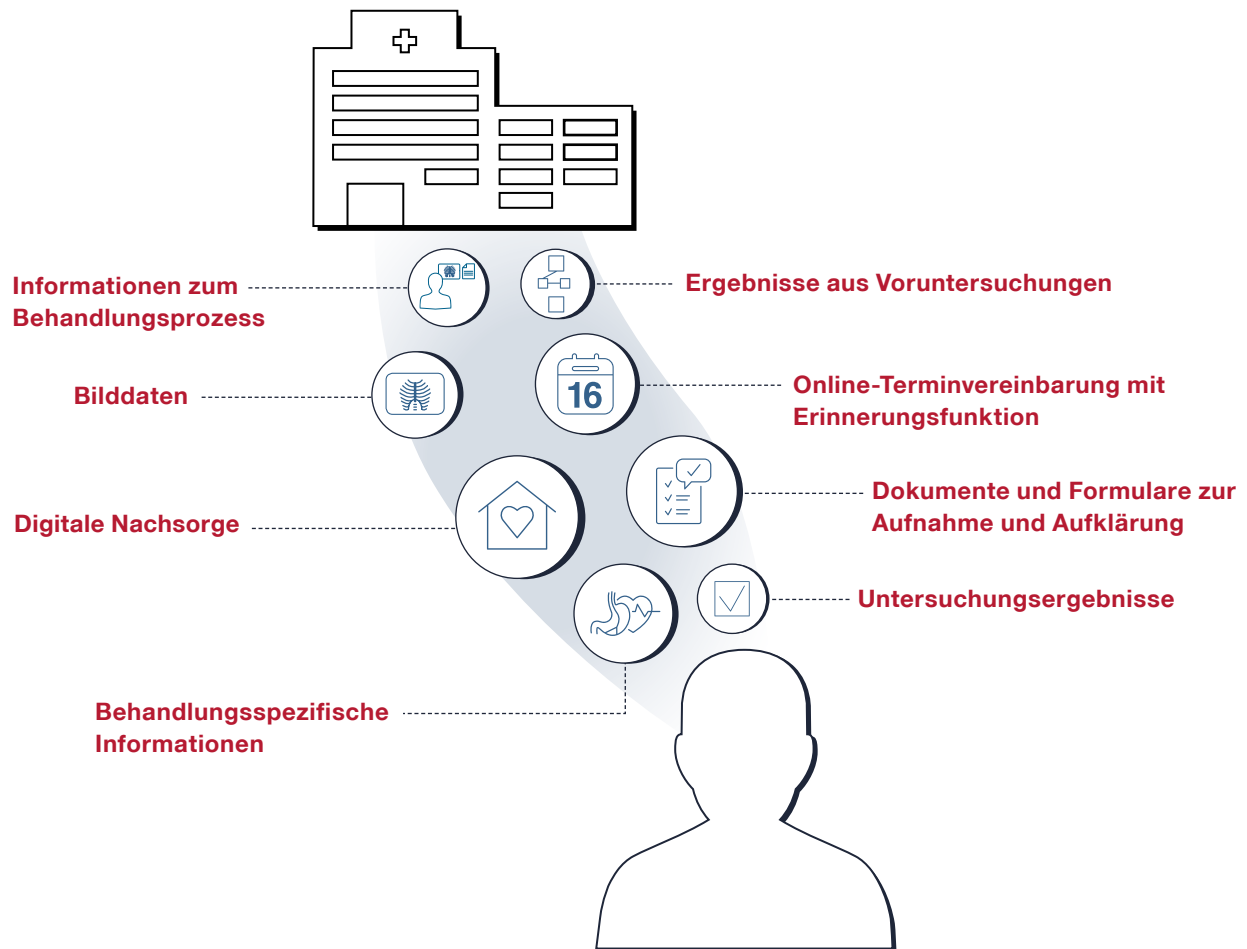 Informationen zum
Behandlungsprozess
Ergebnisse aus Voruntersuchungen
Bilddaten
16
Online-Terminvereinbarung mit
Erinnerungsfunktion
Digitale Nachsorge
Dokumente und Formulare zur
Aufnahme und Aufklärung
Untersuchungsergebnisse
Behandlungsspezifische
Informationen